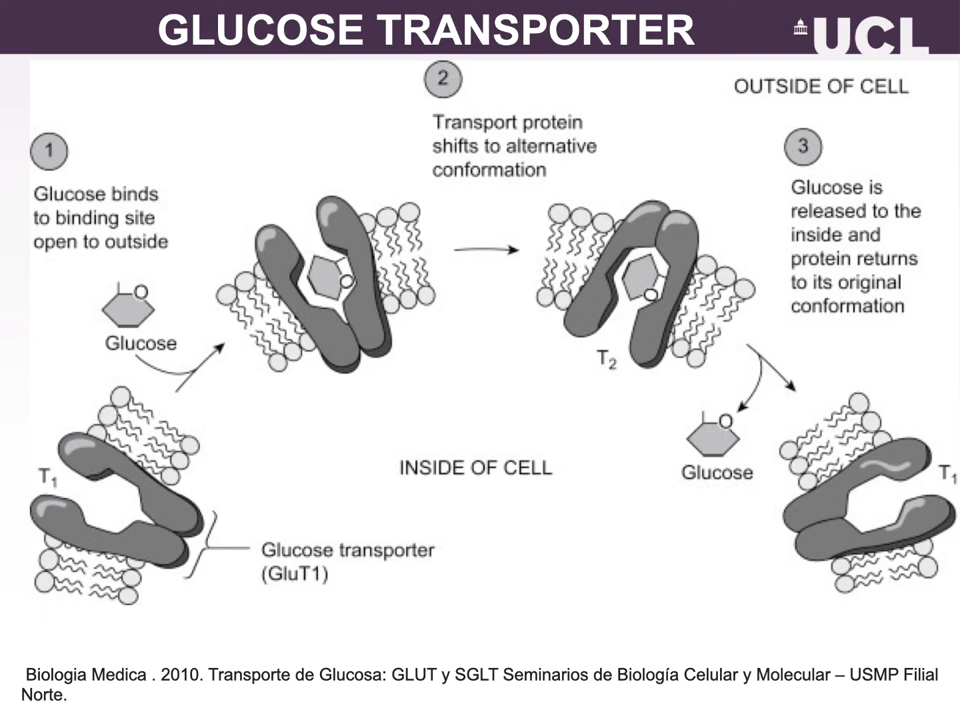 GLUCOSE TRANSPORTER
UCL
OUTSIDE OF CELL
1
Glucose binds
to binding site
open to outside
O
Glucose
2
Transport protein
shifts to alternative
conformation
3
Glucose is
released to the
inside and
protein returns
to its original
conformation
O
O
T2
O
Glucose
INSIDE OF CELL
T1
T1
Glucose transporter
(GluT1)
Biologia Medica . 2010. Transporte de Glucosa: GLUT y SGLT Seminarios de Biología Celular y Molecular – USMP Filial
Norte.